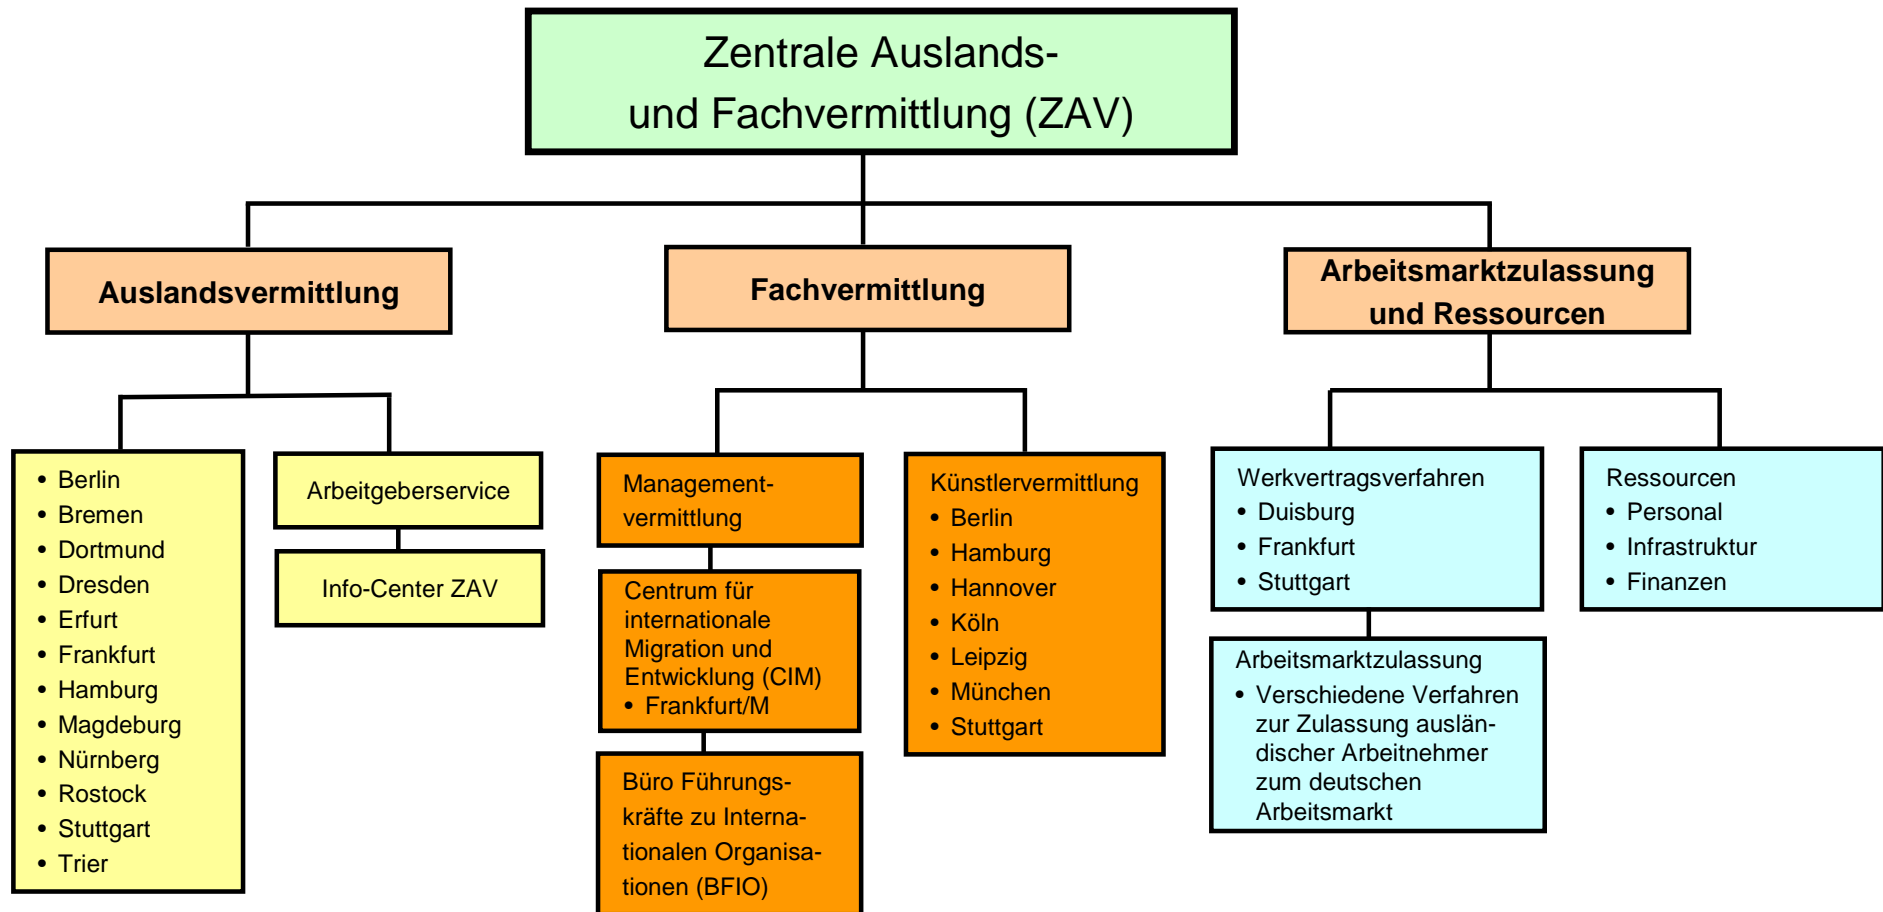 Zentrale Auslands-
und Fachvermittlung (ZAV)
Auslandsvermittlung
Fachvermittlung
Arbeitsmarktzulassung
und Ressourcen
• Berlin
• Bremen
• Dortmund
• Dresden
• Erfurt
• Frankfurt
• Hamburg
• Magdeburg
• Nürnberg
• Rostock
• Stuttgart
• Trier
Arbeitgeberservice
Info-Center ZAV
Management-
vermittlung
Centrum für
internationale
Migration und
Entwicklung (CIM)
• Frankfurt/M
Büro Führungs-
kräfte zu Interna-
tionalen Organisa-
tionen (BFIO)
Künstlervermittlung
• Berlin
• Hamburg
• Hannover
• Köln
• Leipzig
• München
• Stuttgart
Werkvertragsverfahren
• Duisburg
• Frankfurt
• Stuttgart
Arbeitsmarktzulassung
• Verschiedene Verfahren
zur Zulassung auslän-
discher Arbeitnehmer
zum deutschen
Arbeitsmarkt
Ressourcen
• Personal
• Infrastruktur
• Finanzen